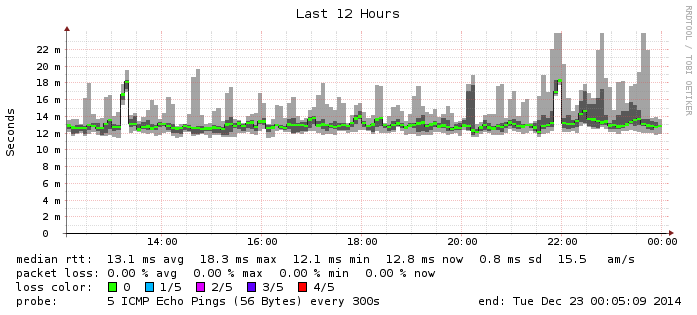 Last 12 Hours
RRDTOOL / TOBI OETIKER
Seconds
22 m
20 m
18 m
16 m
14 m
12 m
10 m
8 m
6 m
4 m
2 m
0
14:00 16:00 18:00 20:00 22:00 00:00
median rtt: 13.1 ms avg 18.3 ms max 12.1 ms min 12.8 ms now 0.8 ms sd 15.5 am/s
packet loss: 0.00 % avg 0.00 % max 0.00 % min 0.00 % now
loss color: 0 1/5 2/5 3/5 4/5
probe: 5 ICMP Echo Pings (56 Bytes) every 300s end: Tue Dec 23 00:05:09 2014